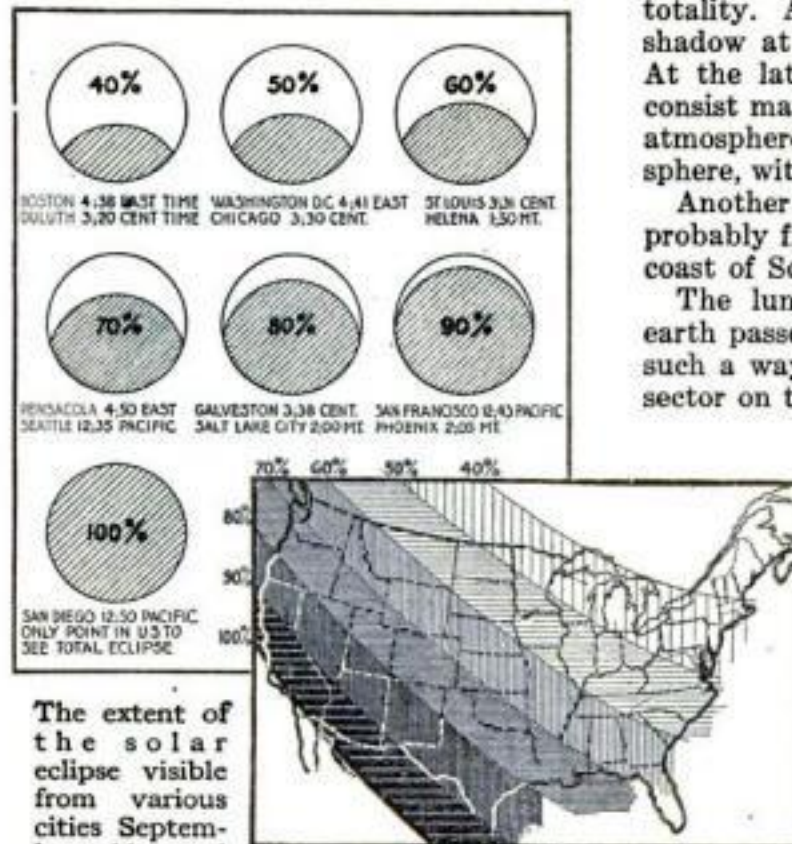 40%
50%
60%
BOSTON 4:38 EAST TIME
DULUTH 3,20 CENT TIME
WASHINGTON D.C. 4;41 EAST
CHICAGO 3,30 CENT.
ST LOUIS 3;31 CENT.
HELENA 1;50 MT.
70%
80%
90%
PENSACOLA 4;50 EAST
SEATTLE 12,35 PACIFIC
GALVESTON 3;38 CENT.
SALT LAKE CITY 2;00 MT.
SAN FRANCISCO 12;43 PACIFIC
PHOENIX 2;05 MT
100%
SAN DIEGO 12:50 PACIFIC
ONLY POINT IN U S TO
SEE TOTAL ECLIPSE
70% 60% 50% 40%
80%
90%
100%
The extent of
the solar
eclipse visible
from various
cities Septem-
totality. A
shadow at
At the lat
consist ma
atmosphere
sphere, wit
Another
probably f
coast of So
The lun
earth passe
such a way
sector on t